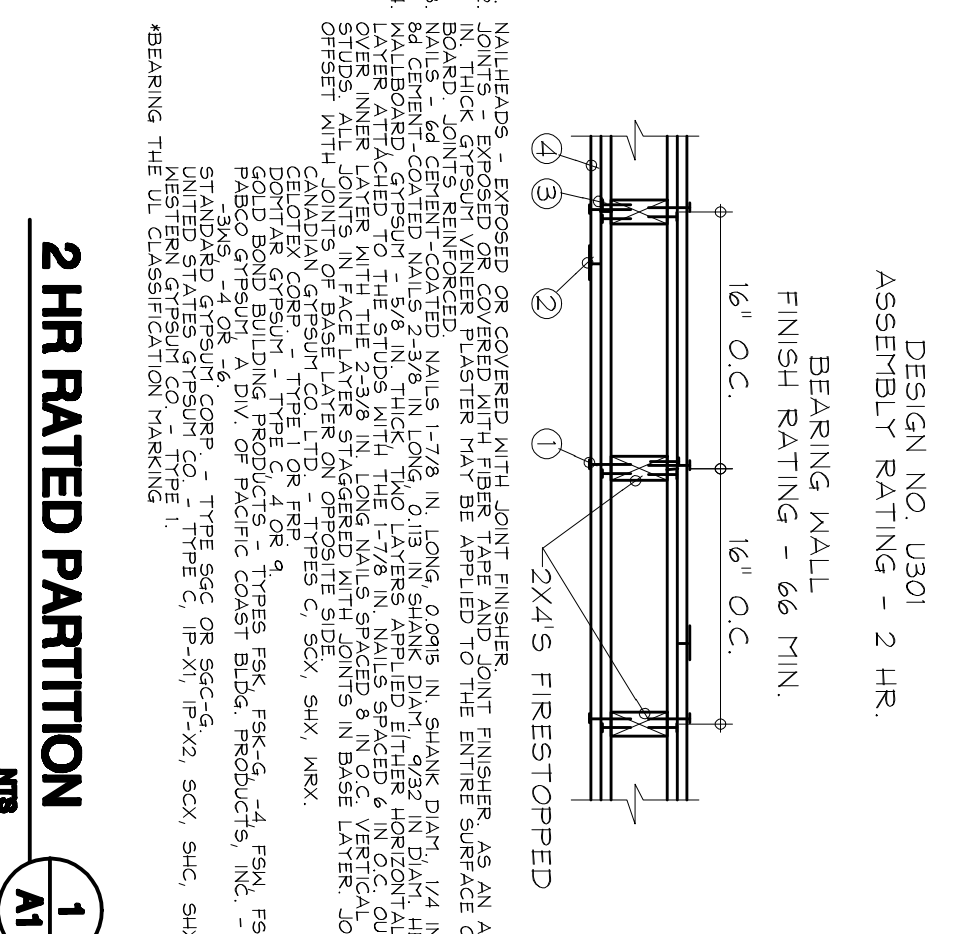 DESIGN NO. U301
ASSEMBLY RATING - 2 HR.
BEARING WALL
FINISH RATING - 66 MIN.
16" O.C.
16" O.C.
4
3
2
1
2X4'S FIRESTOPPED
NAILHEADS - EXPOSED OR COVERED WITH JOINT FINISHER.
JOINTS - EXPOSED OR COVERED WITH FIBER TAPE AND JOINT FINISHER. AS AN A
IN. THICK GYPSUM VENEER PLASTER MAY BE APPLIED TO THE ENTIRE SURFACE
BOARD. JOINTS REINFORCED.
NAILS - 6d CEMENT-COATED NAILS 1-7/8 IN. LONG, 0.0915 IN. SHANK DIAM., 1/4 IN
8d CEMENT-COATED NAILS 2-3/8 IN LONG, 0.113 IN SHANK DIAM., 9/32 IN DIAM. H
WALLBOARD, GYPSUM - 5/8 IN. THICK, TWO LAYERS APPLIED EITHER HORIZONTAL
LAYER ATTACHED TO THE STUDS WITH THE 1-7/8 IN. NAILS SPACED 6 IN O.C. OU
OVER INNER LAYER WITH THE 2-3/8 IN. LONG NAILS SPACED 8 IN O.C. VERTICAL
STUDS. ALL JOINTS IN FACE LAYER STAGGERED WITH JOINTS IN BASE LAYER. JO
OFFSET WITH JOINTS OF BASE LAYER ON OPPOSITE SIDE.
CANADIAN GYPSUM CO. LTD. - TYPES C, SCX, SHX, WRX.
CELOTEX CORP. - TYPE 1 OR FRP.
DOMTAR GYPSUM - TYPE C, 4 OR 9.
GOLD BOND BUILDING PRODUCTS - TYPES FSK, FSK-G, -4, FSW, FS
PABCO GYPSUM, A DIV. OF PACIFIC COAST BLDG. PRODUCTS, INC. -
-3WS, -4 OR -6.
STANDARD GYPSUM CORP. - TYPE SGC OR SGC-G.
UNITED STATES GYPSUM CO. - TYPE C, IP-X1, IP-X2, SCX, SHC, SHX
WESTERN GYPSUM CO. - TYPE 1.
*BEARING THE UL CLASSIFICATION MARKING
2 HR RATED PARTITION
NTS
1
A1